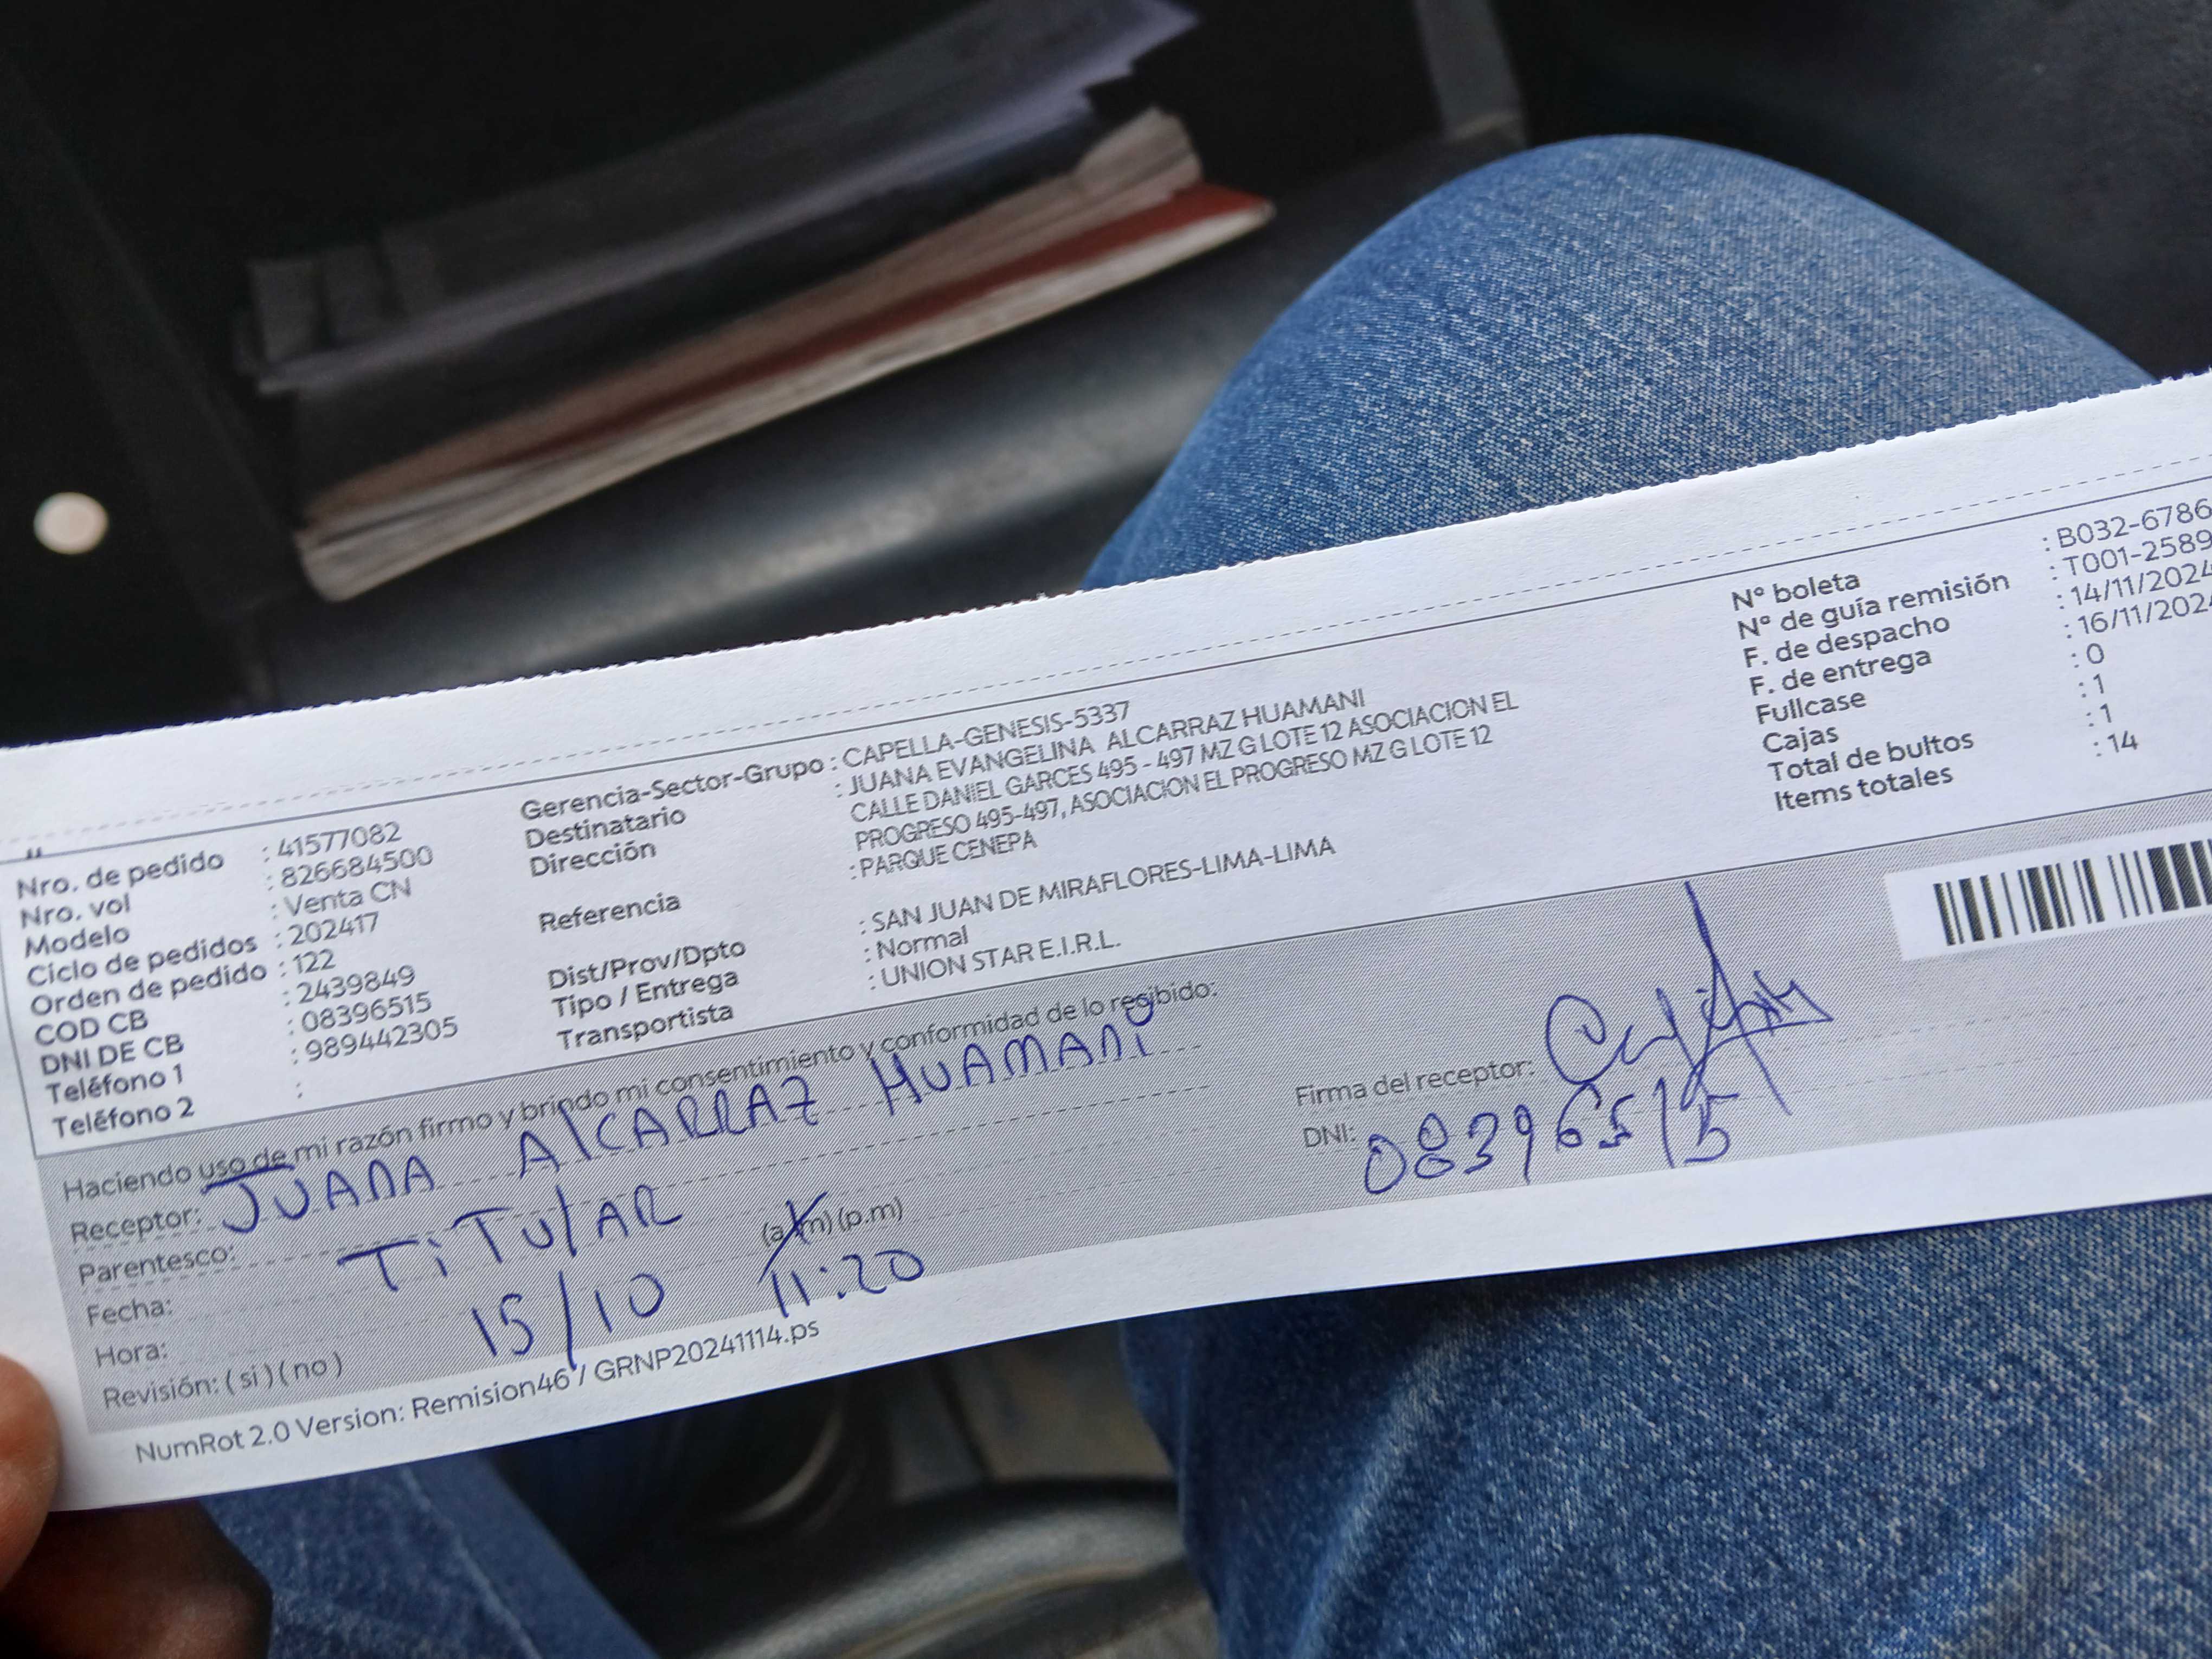 Nro. de pedido : 41577082
Nro. vol : 826684500
Modelo : Venta CN
Ciclo de pedidos : 202417
Orden de pedido : 122
COD CB : 2439849
DNI DE CB : 08396515
Teléfono 1 : 989442305
Teléfono 2 :
Gerencia-Sector-Grupo : CAPELLA-GENESIS-5337
Destinatario : JUANA EVANGELINA ALCARRAZ HUAMANI
Dirección CALLE DANIEL GARCES 495 - 497 MZ G LOTE 12 ASOCIACION EL
PROGRESO 495-497, ASOCIACION EL PROGRESO MZ G LOTE 12
Referencia : PARQUE CENEPA
Dist/Prov/Dpto : SAN JUAN DE MIRAFLORES-LIMA-LIMA
Tipo / Entrega : Normal
Transportista : UNION STAR E.I.R.L.
N° boleta : B032-6786
N° de guía remisión : T001-2589
F. de despacho : 14/11/2024
F. de entrega : 16/11/202
Fullcase : 0
Cajas : 1
Total de bultos : 1
Items totales : 14
Haciendo uso de mi razón firmo y brindo mi consentimiento y conformidad de lo recibido:
Receptor: JUANA AlCARRAZ HUAMANi
Parentesco: TiTUlAR
Fecha: 15/10
Hora: (a.m) (p.m) 11:20
Revisión: ( si ) ( no )
Firma del receptor:
DNI: 08396515
NumRot 2.0 Version: Remision46 / GRNP20241114.ps